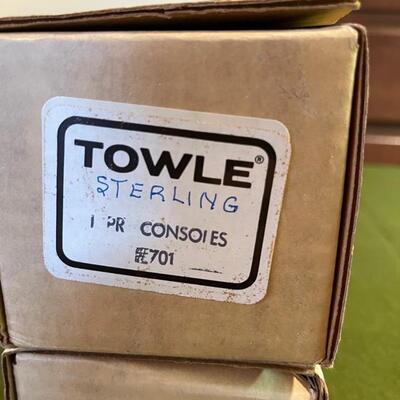 TOWLE®
STERLING
1 PR CONSOLES
#701